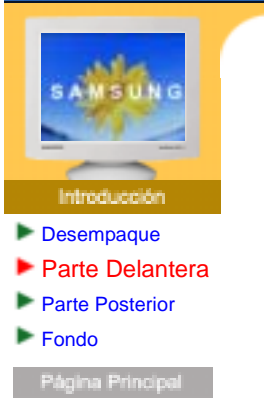 SAMSUNG
Introducción
Desempaque
Parte Delantera
Parte Posterior
Fondo
Página Principal